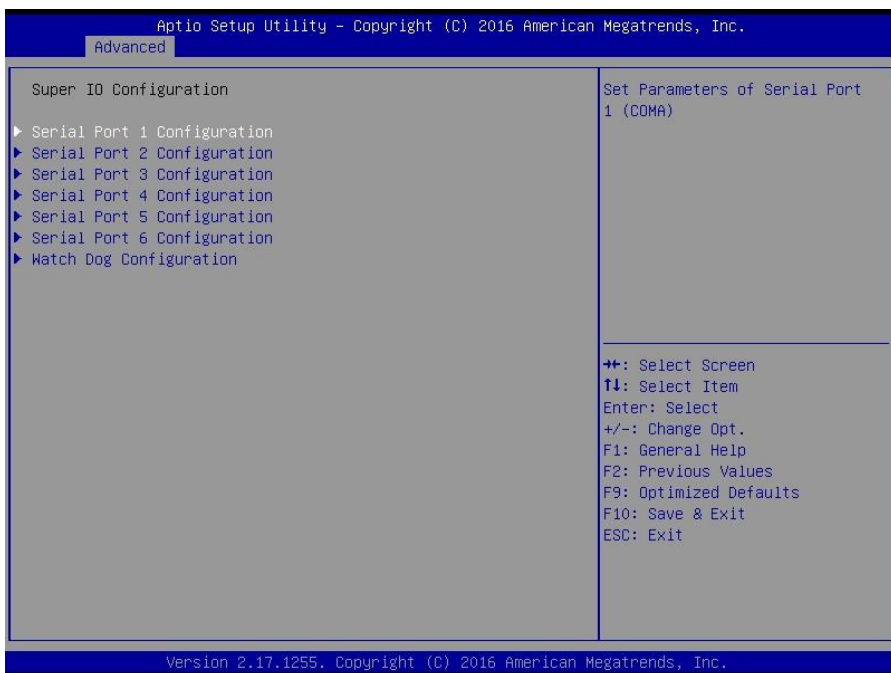 Aptio Setup Utility – Copyright (C) 2016 American Megatrends, Inc.
Advanced
Super IO Configuration
▶ Serial Port 1 Configuration
▶ Serial Port 2 Configuration
▶ Serial Port 3 Configuration
▶ Serial Port 4 Configuration
▶ Serial Port 5 Configuration
▶ Serial Port 6 Configuration
▶ Watch Dog Configuration
Set Parameters of Serial Port
1 (COMA)
→←: Select Screen
↑↓: Select Item
Enter: Select
+/-: Change Opt.
F1: General Help
F2: Previous Values
F9: Optimized Defaults
F10: Save & Exit
ESC: Exit
Version 2.17.1255. Copyright (C) 2016 American Megatrends, Inc.